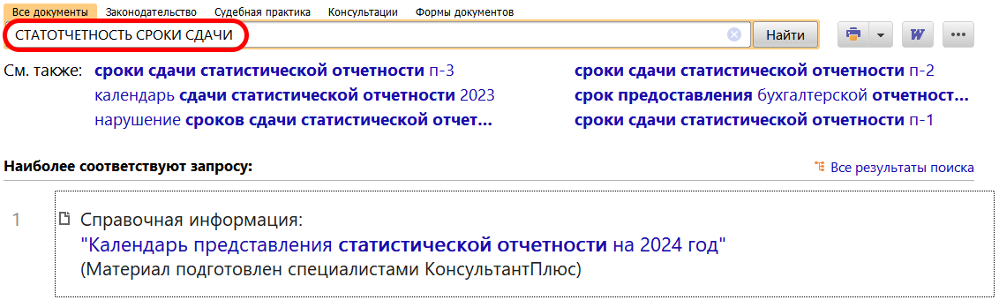 Все документы Законодательство Судебная практика Консультации Формы документов
СТАТОТЧЕТНОСТЬ СРОКИ СДАЧИ Найти W
См. также: сроки сдачи статистической отчетности п-3 сроки сдачи статистической отчетности п-2
календарь сдачи статистической отчетности 2023 срок предоставления бухгалтерской отчетност...
нарушение сроков сдачи статистической отчет... сроки сдачи статистической отчетности п-1
Наиболее соответствуют запросу: Все результаты поиска
1 Справочная информация:
"Календарь представления статистической отчетности на 2024 год"
(Материал подготовлен специалистами КонсультантПлюс)